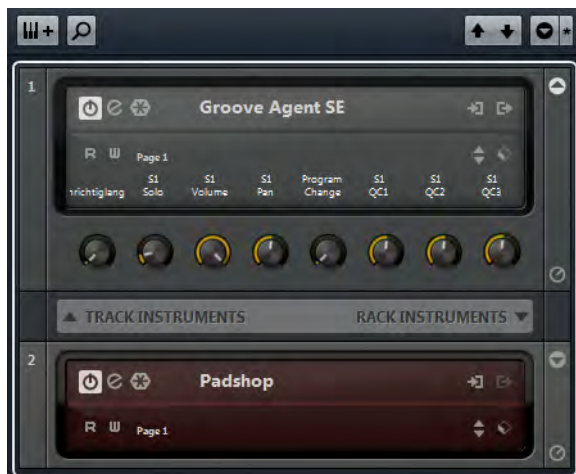 1
Groove Agent SE
R W Page 1
S1 S1 S1 Program S1 S1 S1
Solo Volume Pan Change QC1 QC2 QC3
TRACK INSTRUMENTS RACK INSTRUMENTS
2
Padshop
R W Page 1